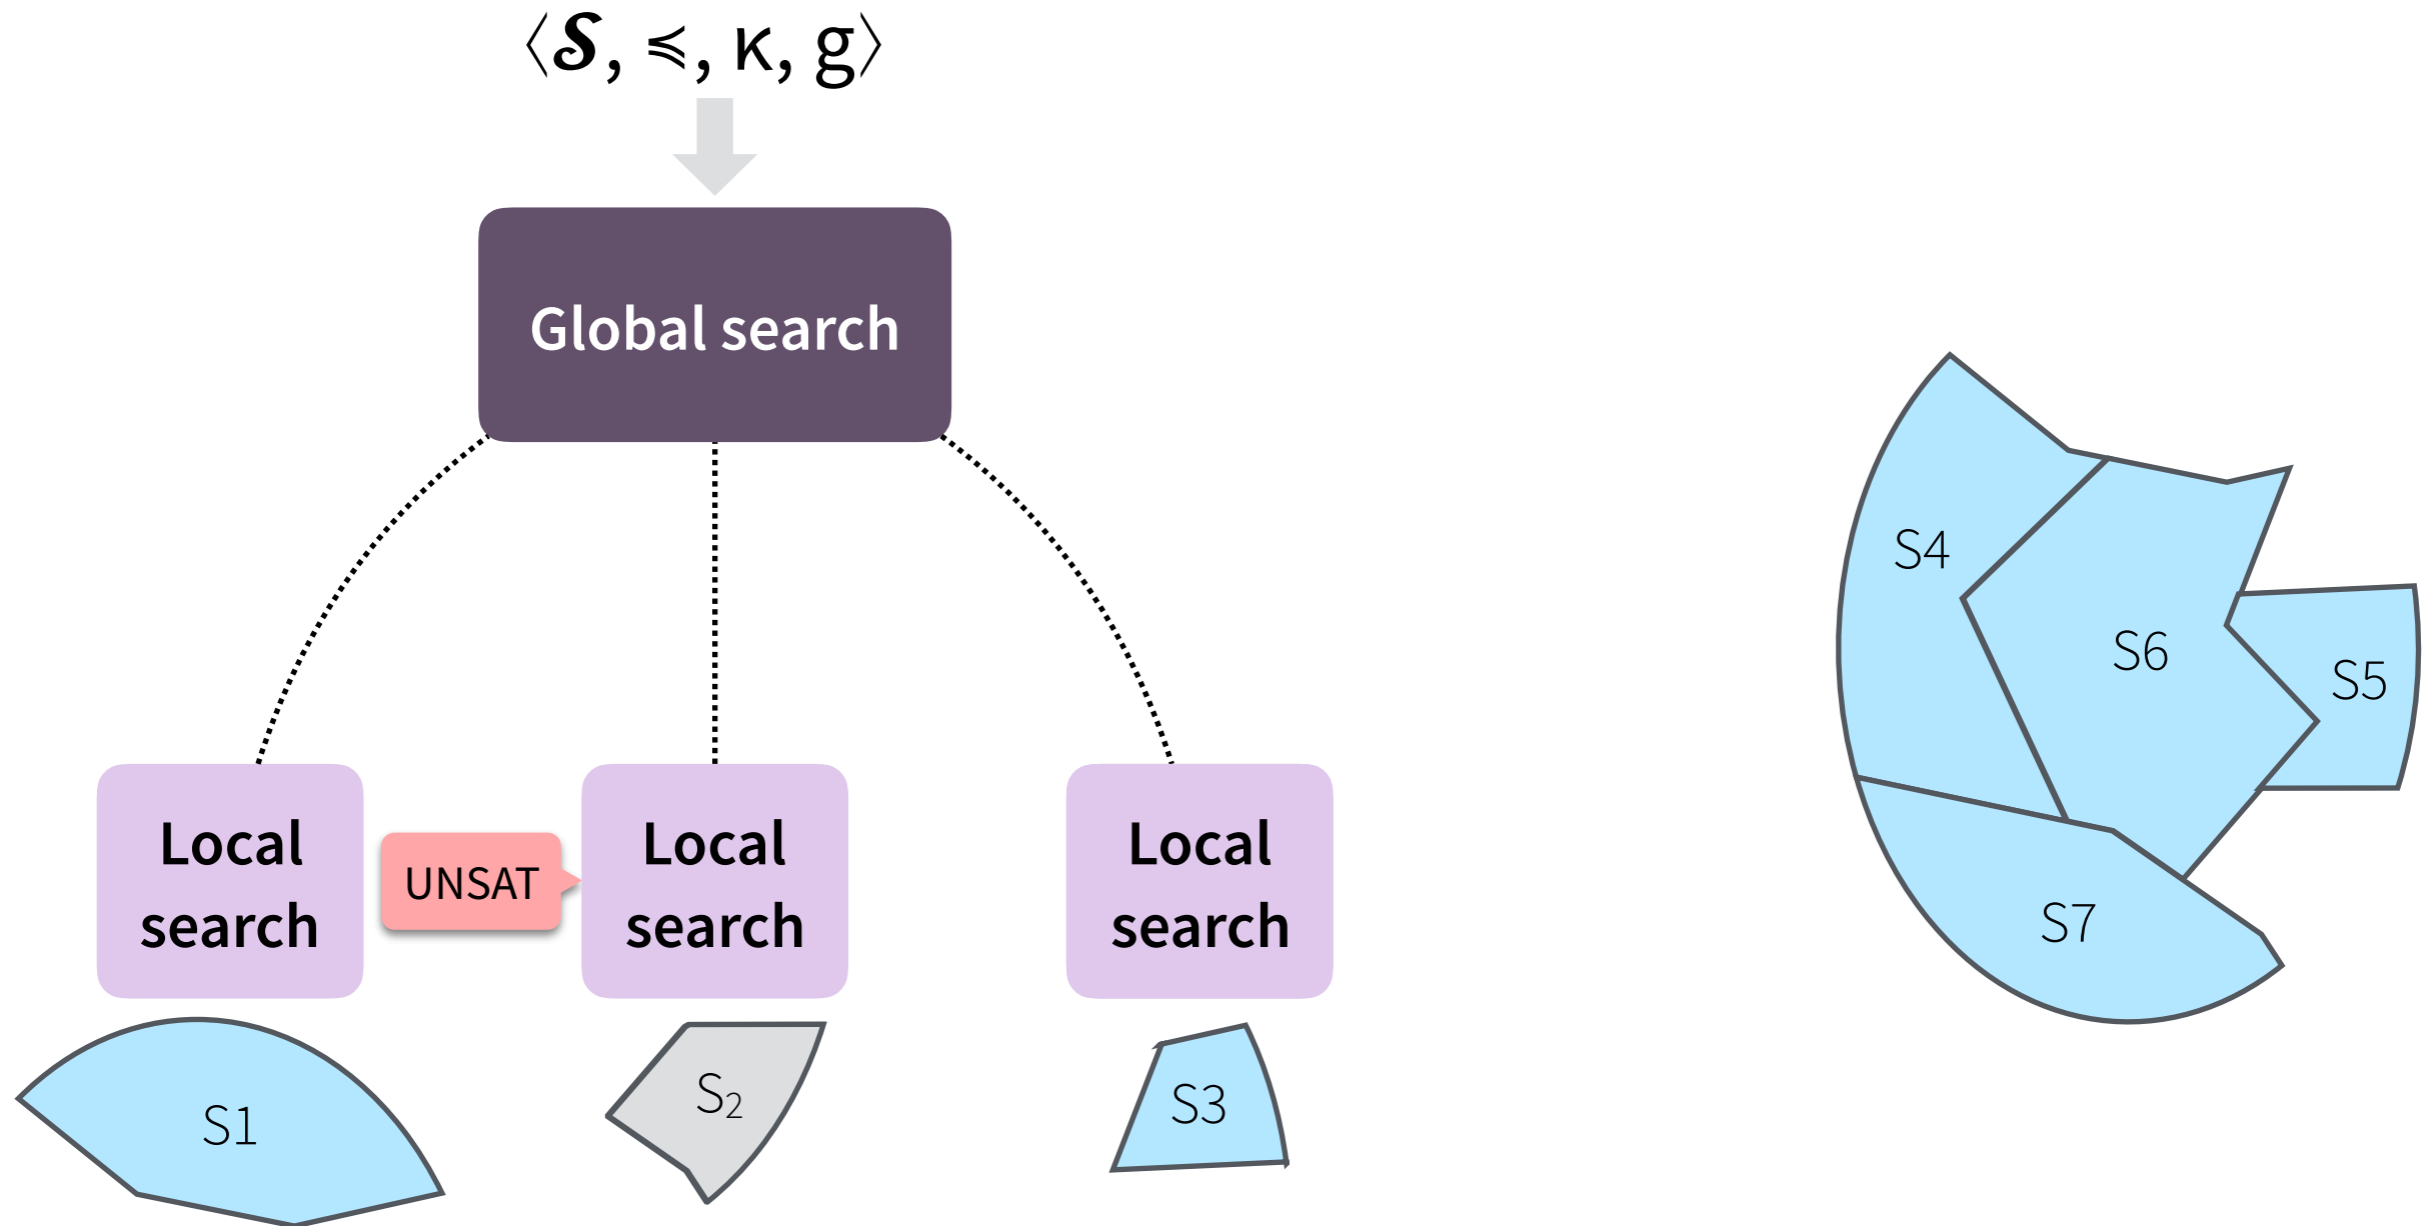 ⟨𝓢, ≼, κ, g⟩
Global search
Local
search
UNSAT
Local
search
Local
search
S1
S₂
S3
S4
S6
S5
S7